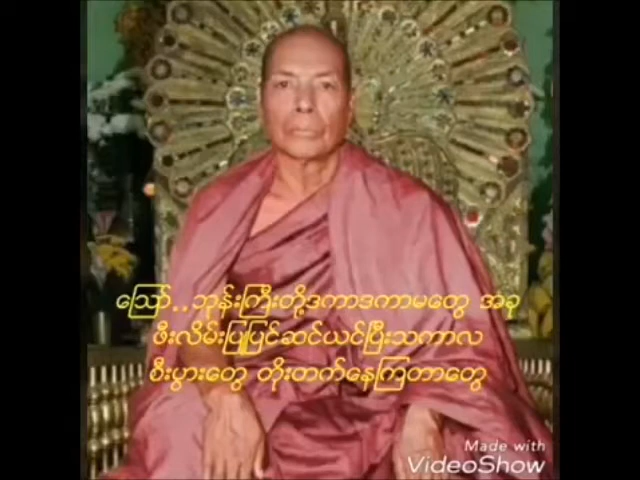 ဪ..ဘုန်းကြီးတို့ဒကာဒကာမတွေ အခု
ဖီးလိမ်းပြုပြင်ဆင်ယင်ပြီးသကာလ
စီးပွားတွေ တိုးတက်နေကြတာတွေ
Made with
VideoShow